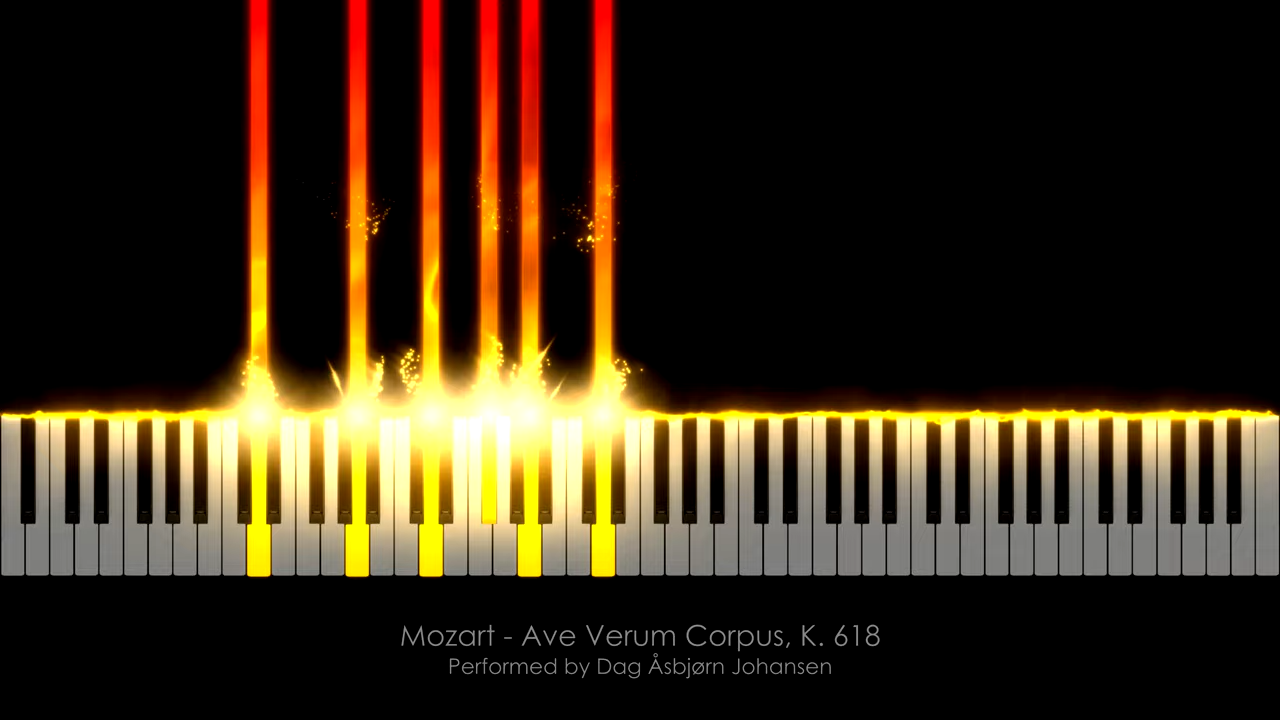 Mozart - Ave Verum Corpus, K. 618
Performed by Dag Åsbjørn Johansen